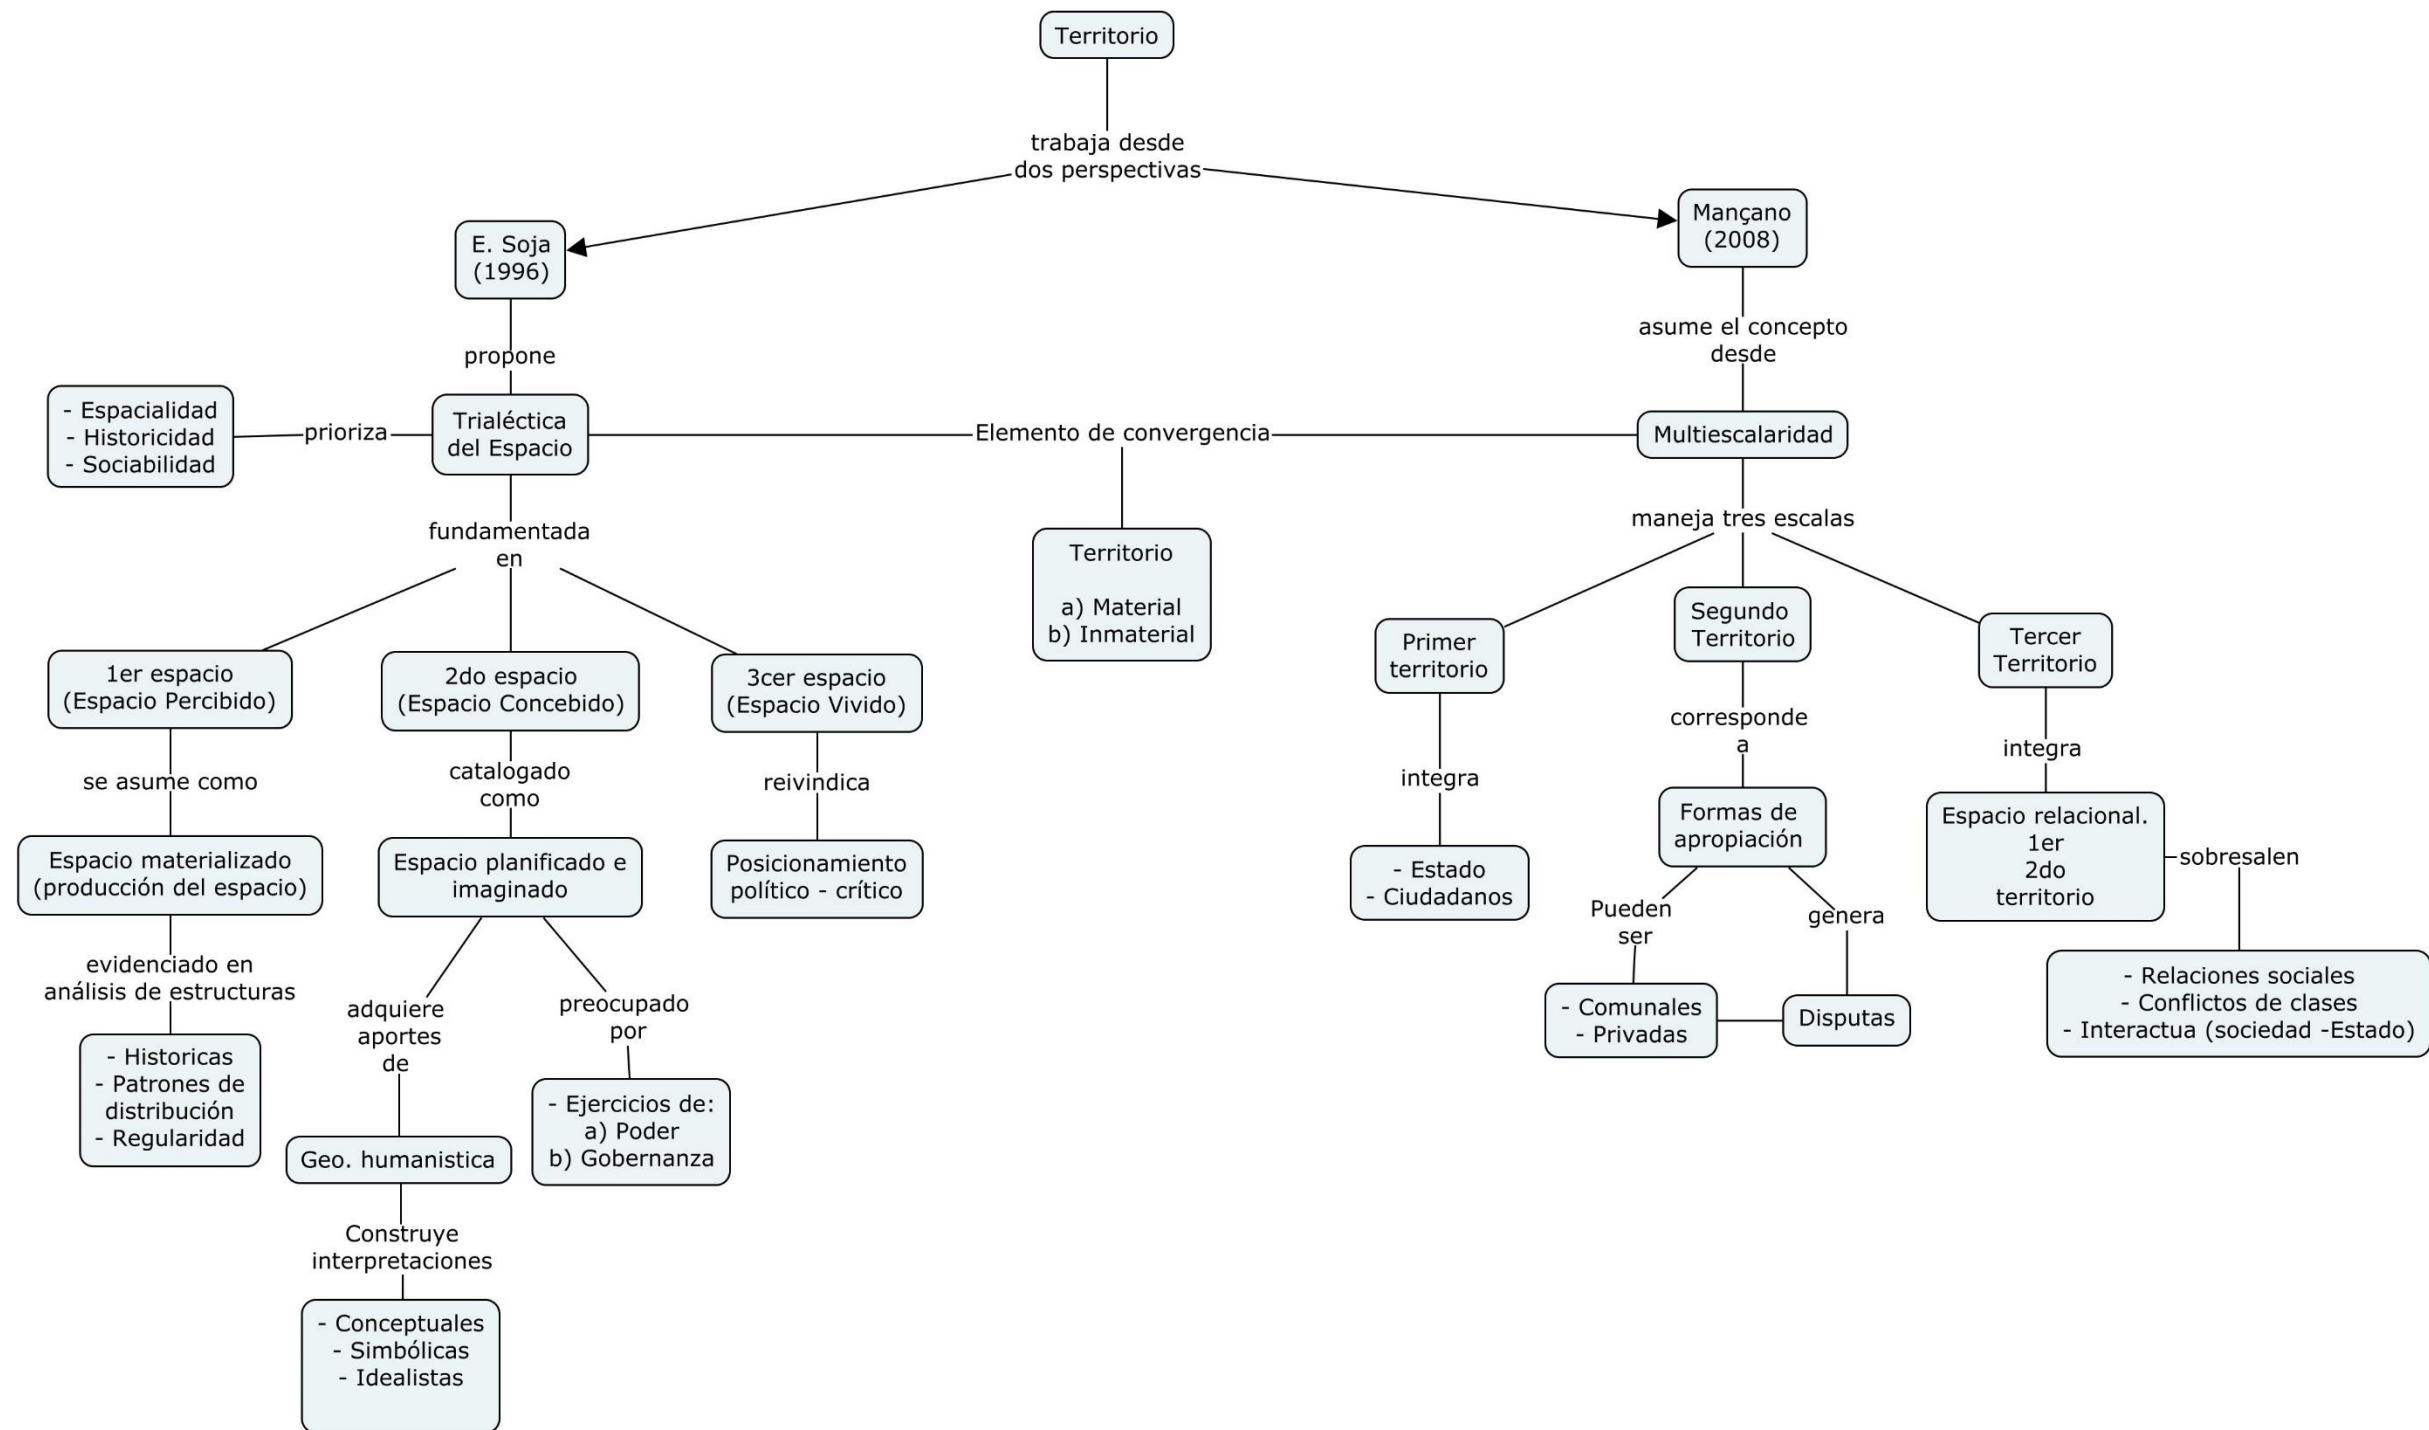 Territorio
trabaja desde
dos perspectivas
E. Soja
(1996)
Mançano
(2008)
propone
asume el concepto
desde
- Espacialidad
- Historicidad
- Sociabilidad
prioriza
Trialéctica
del Espacio
Elemento de convergencia
Multiescalaridad
fundamentada
en
Territorio
a) Material
b) Inmaterial
maneja tres escalas
1er espacio
(Espacio Percibido)
2do espacio
(Espacio Concebido)
3cer espacio
(Espacio Vivido)
Primer
territorio
Segundo
Territorio
Tercer
Territorio
se asume como
catalogado
como
reivindica
integra
corresponde
a
integra
Espacio materializado
(producción del espacio)
Espacio planificado e
imaginado
Posicionamiento
político - crítico
- Estado
- Ciudadanos
Formas de
apropiación
Espacio relacional.
1er
2do
territorio
sobresalen
evidenciado en
análisis de estructuras
adquiere
aportes
de
preocupado
por
Pueden
ser
genera
- Comunales
- Privadas
Disputas
- Relaciones sociales
- Conflictos de clases
- Interactua (sociedad -Estado)
- Historicas
- Patrones de
distribución
- Regularidad
Geo. humanistica
- Ejercicios de:
a) Poder
b) Gobernanza
Construye
interpretaciones
- Conceptuales
- Simbólicas
- Idealistas